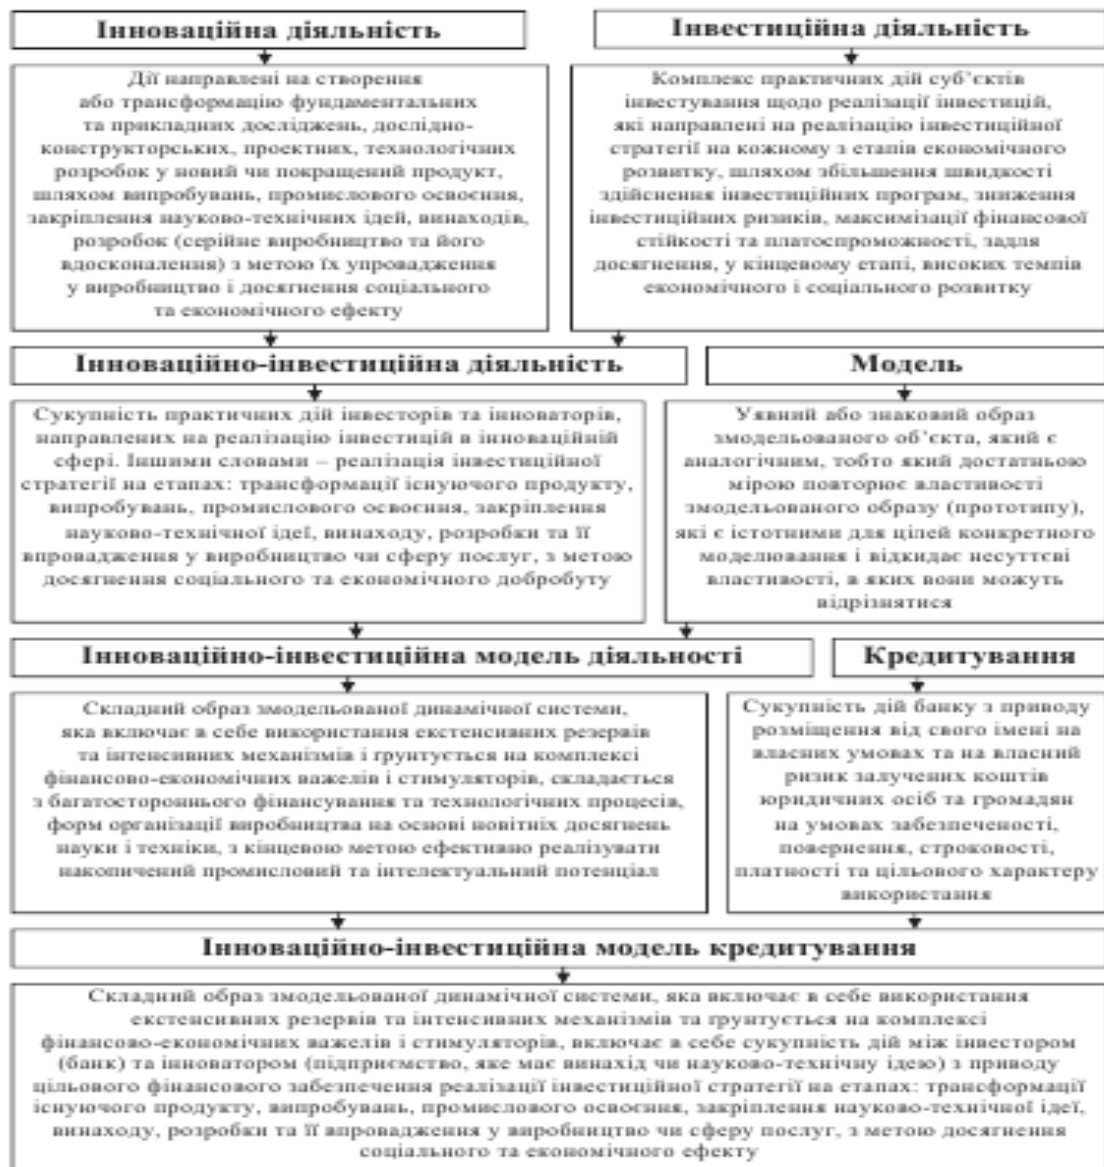 Інноваційна діяльність
Дії направлені на створення
або трансформацію фундаментальних
та прикладних досліджень, дослідно-
конструкторських, проектних, технологічних
розробок у новий чи покращений продукт,
шляхом випробувань, промислового освоєння,
закріплення науково-технічних ідей, винаходів,
розробок (серійне виробництво та його
вдосконалення) з метою їх упровадження
у виробництво і досягнення соціального
та економічного ефекту
Інвестиційна діяльність
Комплекс практичних дій суб’єктів
інвестування щодо реалізації інвестицій,
які направлені на реалізацію інвестиційної
стратегії на кожному з етапів економічного
розвитку, шляхом збільшення швидкості
здійснення інвестиційних програм, зниження
інвестиційних ризиків, максимізації фінансової
стійкості та платоспроможності, задля
досягнення, у кінцевому етапі, високих темпів
економічного і соціального розвитку
Інноваційно-інвестиційна діяльність
Сукупність практичних дій інвесторів та інноваторів,
направлених на реалізацію інвестицій в інноваційній
сфері. Іншими словами – реалізація інвестиційної
стратегії на етапах: трансформації існуючого продукту,
випробувань, промислового освоєння, закріплення
науково-технічної ідеї, винаходу, розробки та її
впровадження у виробництво чи сферу послуг, з метою
досягнення соціального та економічного добробуту
Модель
Уявний або знаковий образ
змодельованого об’єкта, який є
аналогічним, тобто який достатньою
мірою повторює властивості
змодельованого образу (прототипу),
які є істотними для цілей конкретного
моделювання і відкидає несуттєві
властивості, в яких вони можуть
відрізнятися
Інноваційно-інвестиційна модель діяльності
Складний образ змодельованої динамічної системи,
яка включає в себе використання екстенсивних резервів
та інтенсивних механізмів і ґрунтується на комплексі
фінансово-економічних важелів і стимуляторів, складається
з багатостороннього фінансування та технологічних процесів,
форм організації виробництва на основі новітніх досягнень
науки і техніки, з кінцевою метою ефективно реалізувати
накопичений промисловий та інтелектуальний потенціал
Кредитування
Сукупність дій банку з приводу
розміщення від свого імені на
власних умовах та на власний
ризик залучених коштів
юридичних осіб та громадян
на умовах забезпеченості,
повернення, строковості,
платності та цільового характеру
використання
Інноваційно-інвестиційна модель кредитування
Складний образ змодельованої динамічної системи, яка включає в себе використання
екстенсивних резервів та інтенсивних механізмів та ґрунтується на комплексі
фінансово-економічних важелів і стимуляторів, включає в себе сукупність дій між інвестором
(банк) та інноватором (підприємство, яке має винахід чи науково-технічну ідею) з приводу
цільового фінансового забезпечення реалізації інвестиційної стратегії на етапах: трансформації
існуючого продукту, випробувань, промислового освоєння, закріплення науково-технічної ідеї,
винаходу, розробки та її впровадження у виробництво чи сферу послуг, з метою досягнення
соціального та економічного ефекту